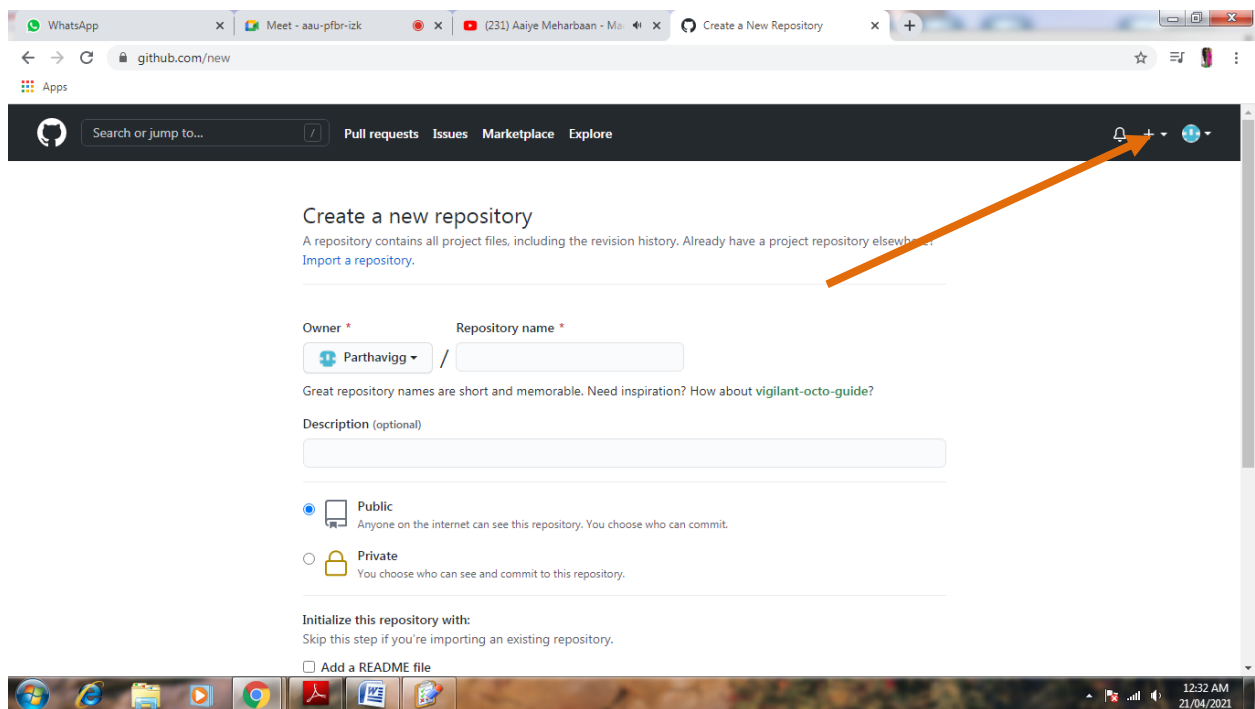 WhatsApp
Meet - aau-pfbr-izk
(231) Aaiye Meharbaan - Ma
Create a New Repository
github.com/new
Apps
Search or jump to...
/
Pull requests Issues Marketplace Explore
Create a new repository
A repository contains all project files, including the revision history. Already have a project repository elsewhere?
Import a repository.
Owner *
Repository name *
Parthavigg
/
Great repository names are short and memorable. Need inspiration? How about vigilant-octo-guide?
Description (optional)
Public
Anyone on the internet can see this repository. You choose who can commit.
Private
You choose who can see and commit to this repository.
Initialize this repository with:
Skip this step if you're importing an existing repository.
Add a README file
12:32 AM
21/04/2021